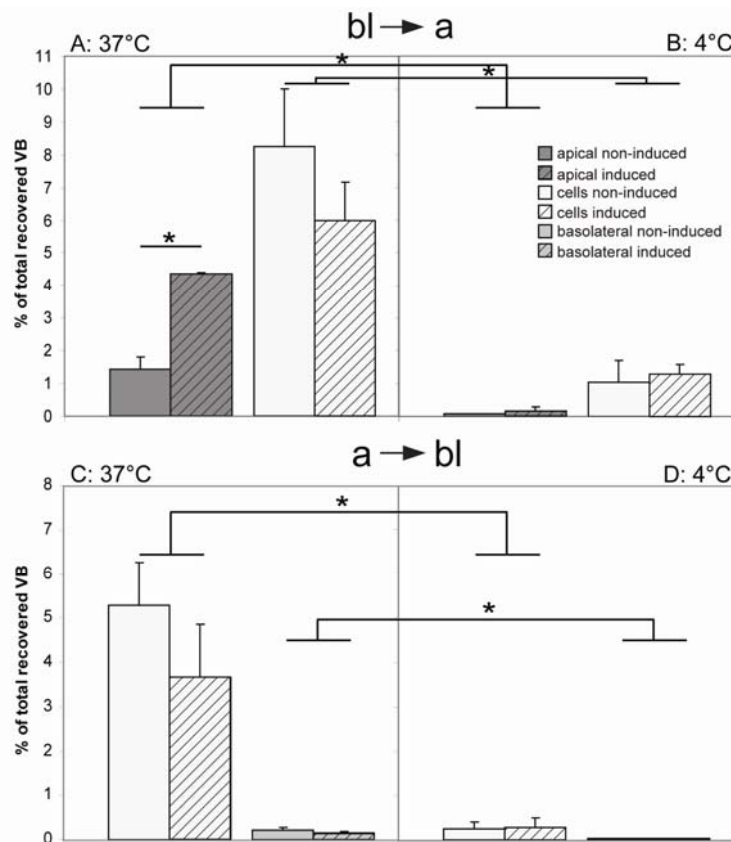 bl → a
A: 37°C
B: 4°C
% of total recovered VB
11
10
9
8
7
6
5
4
3
2
1
0
*
*
*
apical non-induced
apical induced
cells non-induced
cells induced
basolateral non-induced
basolateral induced
a → bl
C: 37°C
D: 4°C
% of total recovered VB
8
7
6
5
4
3
2
1
0
*
*